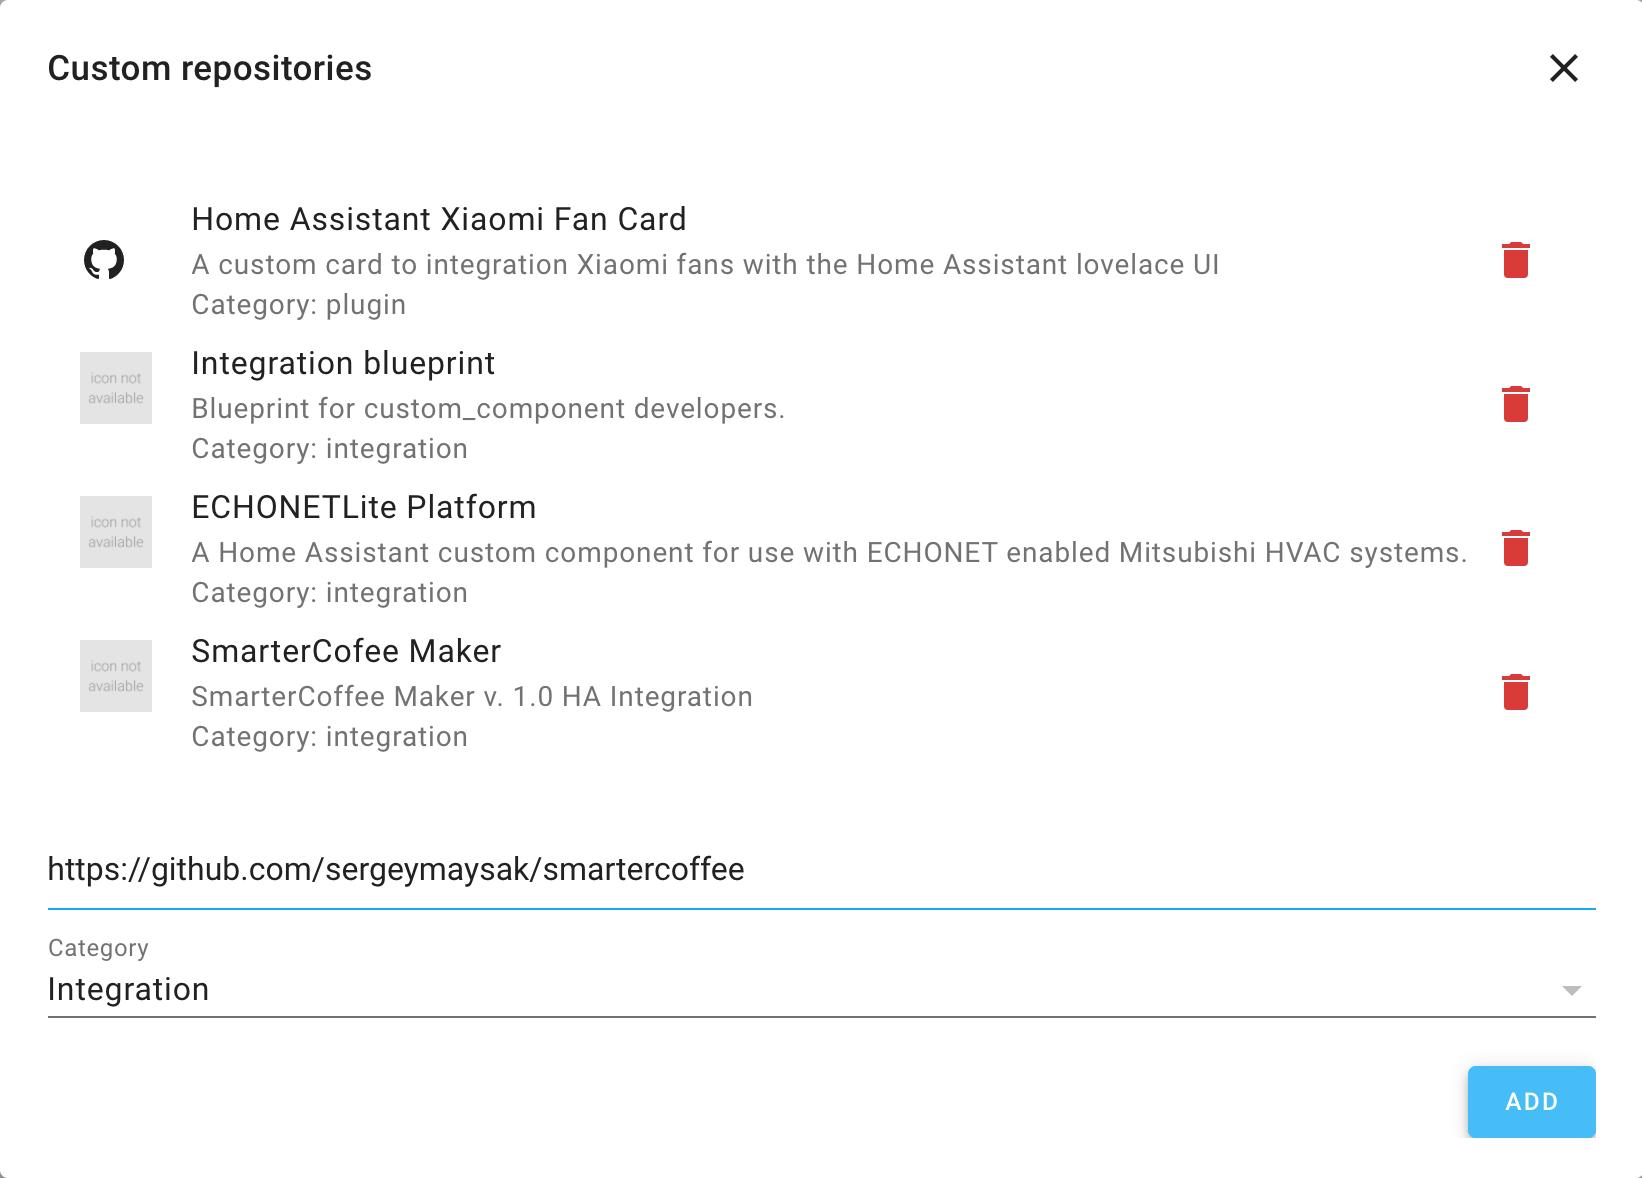 Custom repositories
Home Assistant Xiaomi Fan Card
A custom card to integration Xiaomi fans with the Home Assistant lovelace UI
Category: plugin
icon not
available
Integration blueprint
Blueprint for custom_component developers.
Category: integration
icon not
available
ECHONETLite Platform
A Home Assistant custom component for use with ECHONET enabled Mitsubishi HVAC systems.
Category: integration
icon not
available
SmarterCofee Maker
SmarterCoffee Maker v. 1.0 HA Integration
Category: integration
https://github.com/sergeymaysak/smartercoffee
Category
Integration
ADD